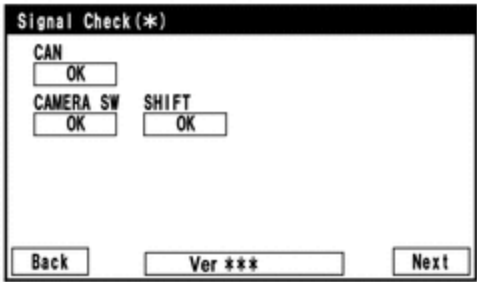 Signal Check(*)
CAN
OK
CAMERA SW SHIFT
OK OK
Back Ver *** Next